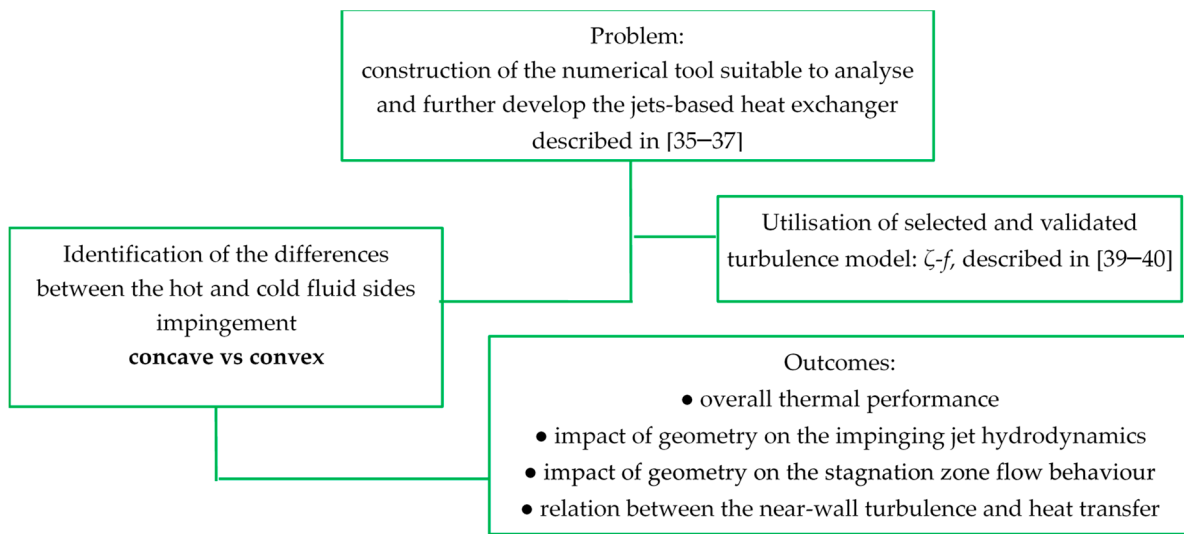 Problem:
construction of the numerical tool suitable to analyse
and further develop the jets-based heat exchanger
described in [35–37]
Utilisation of selected and validated
turbulence model: ζ-f, described in [39–40]
Identification of the differences
between the hot and cold fluid sides
impingement
concave vs convex
Outcomes:
● overall thermal performance
● impact of geometry on the impinging jet hydrodynamics
● impact of geometry on the stagnation zone flow behaviour
● relation between the near-wall turbulence and heat transfer